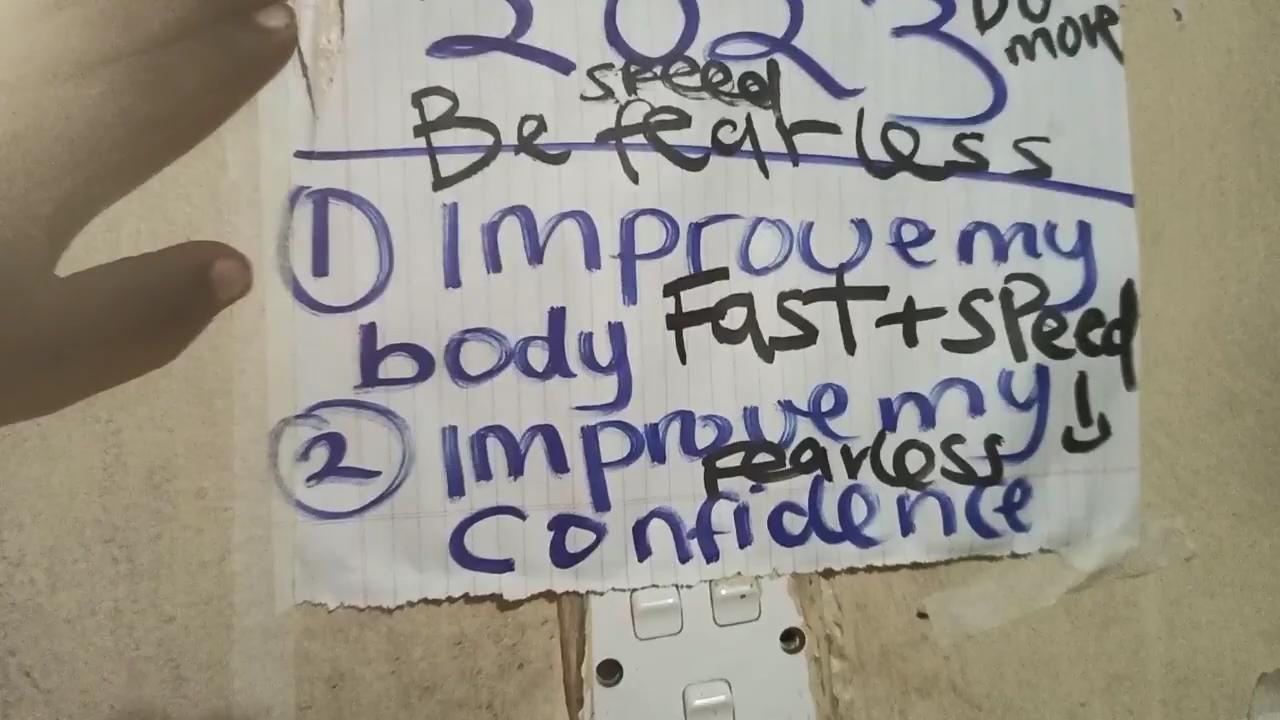 2023
Do
more
speed
Be fearless
1 Improve my
body Fast + speed
2 Improve my
fearless
Confidence